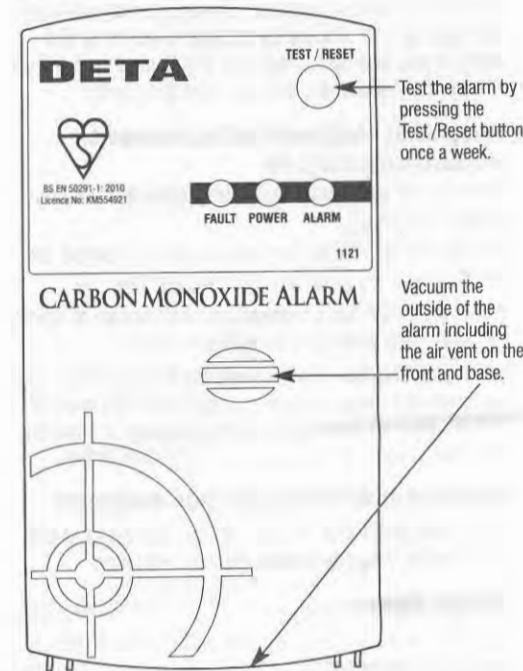 DETA
TEST / RESET
Test the alarm by
pressing the
Test/Reset button
once a week.
BS EN 50291-1: 2010
Licence No: KM554921
FAULT POWER ALARM
1121
CARBON MONOXIDE ALARM
Vacuum the
outside of the
alarm including
the air vent on the
front and base.